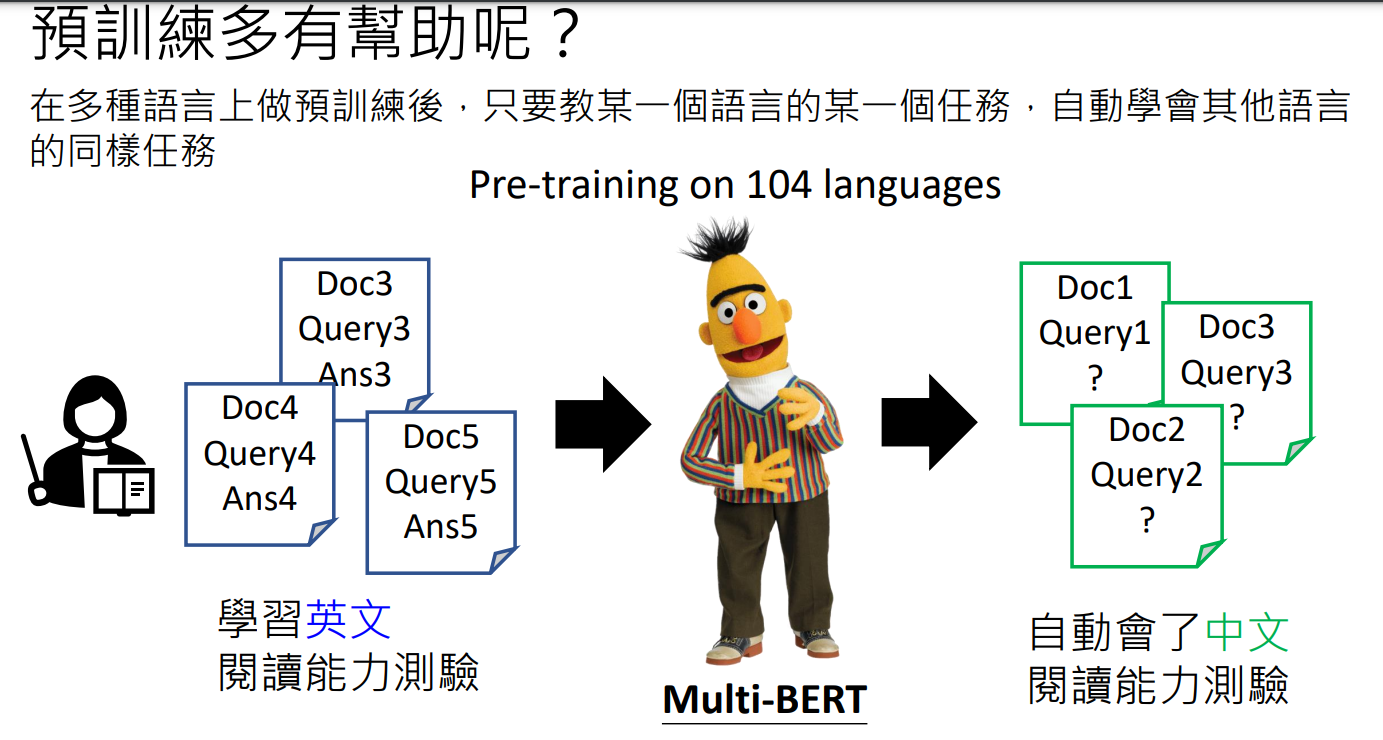 預訓練多有幫助呢？
在多種語言上做預訓練後，只要教某一個語言的某一個任務，自動學會其他語言
的同樣任務
Pre-training on 104 languages
Doc3
Query3
Ans3
Doc4
Query4
Ans4
Doc5
Query5
Ans5
學習英文
閱讀能力測驗
Multi-BERT
Doc1
Query1
?
Doc3
Query3
?
Doc2
Query2
?
自動會了中文
閱讀能力測驗